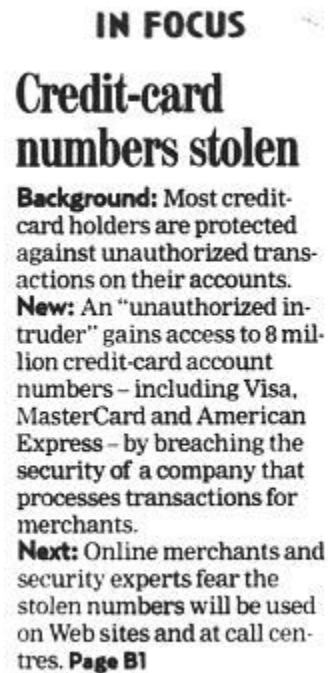 IN FOCUS
Credit-card
numbers stolen
Background: Most credit-
card holders are protected
against unauthorized trans-
actions on their accounts.
New: An “unauthorized in-
truder” gains access to 8 mil-
lion credit-card account
numbers – including Visa,
MasterCard and American
Express – by breaching the
security of a company that
processes transactions for
merchants.
Next: Online merchants and
security experts fear the
stolen numbers will be used
on Web sites and at call cen-
tres. Page B1